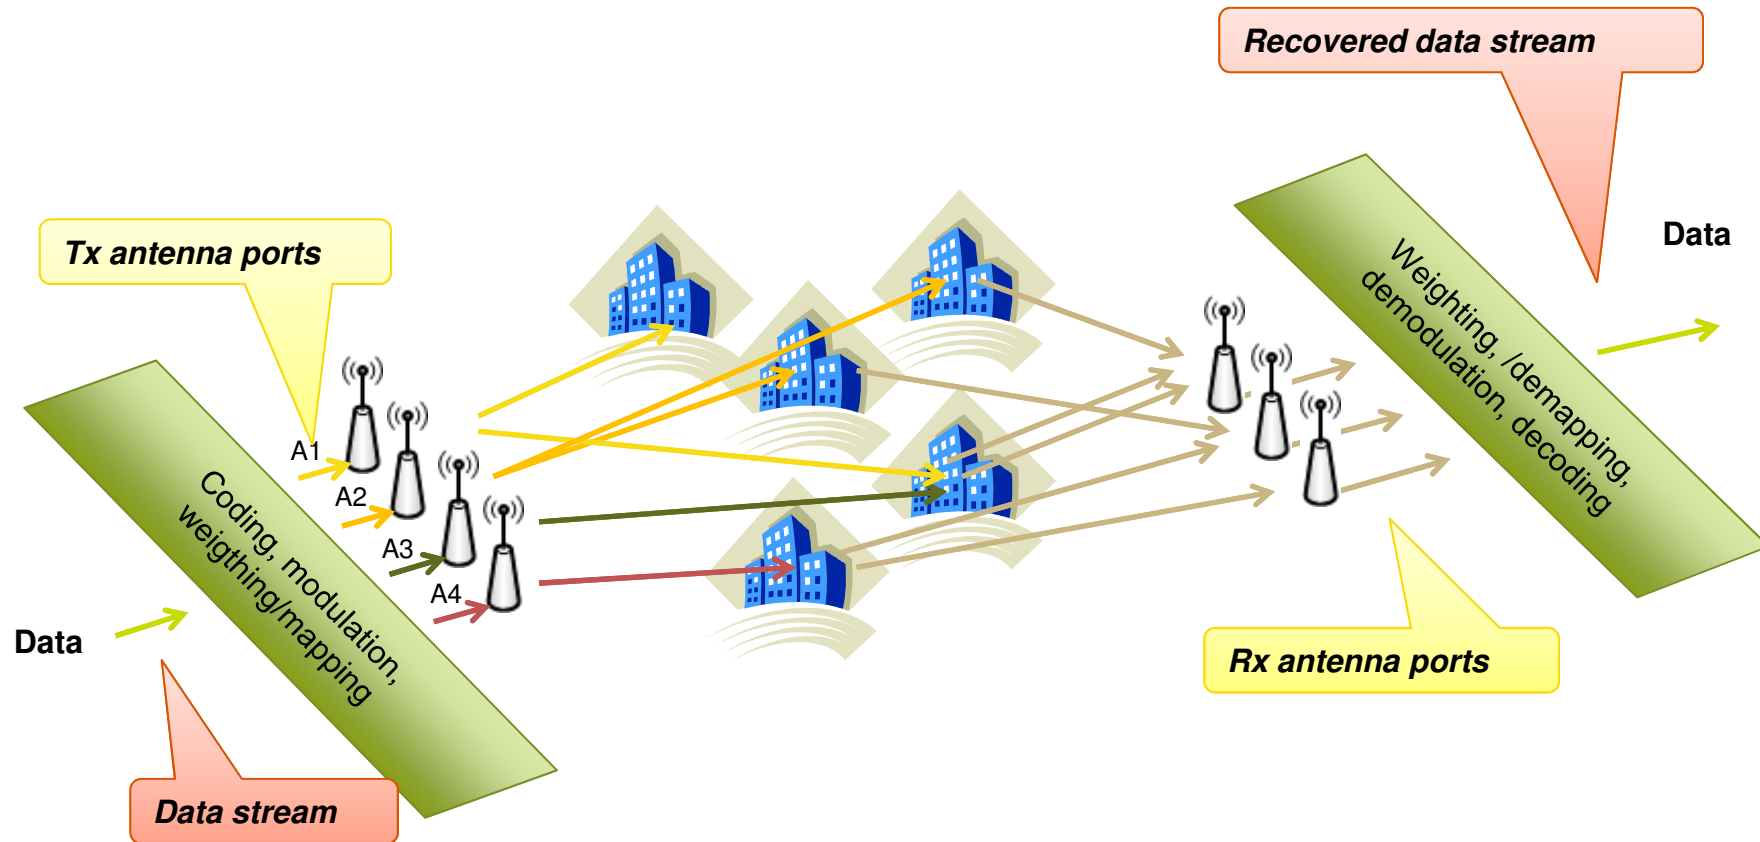 Recovered data stream
Tx antenna ports
Data
Weighting, /demapping,
demodulation, decoding
A1
A2
A3
A4
Coding, modulation,
weigthing/mapping
Data
Rx antenna ports
Data stream